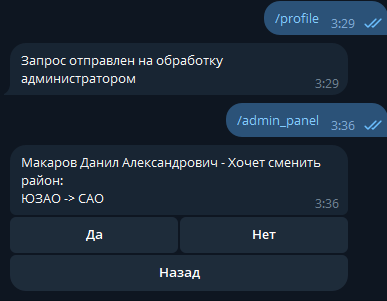 /profile
3:29
Запрос отправлен на обработку
администратором
3:29
/admin_panel
3:36
Макаров Данил Александрович - Хочет сменить
район:
ЮЗАО -> САО
3:36
Да
Нет
Назад